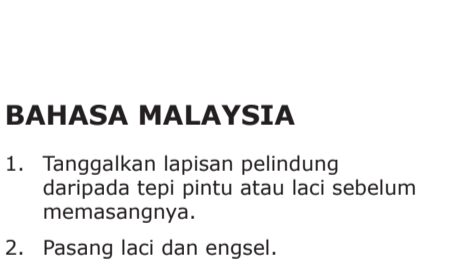 BAHASA MALAYSIA
1. Tanggalkan lapisan pelindung
daripada tepi pintu atau laci sebelum
memasangnya.
2. Pasang laci dan engsel.